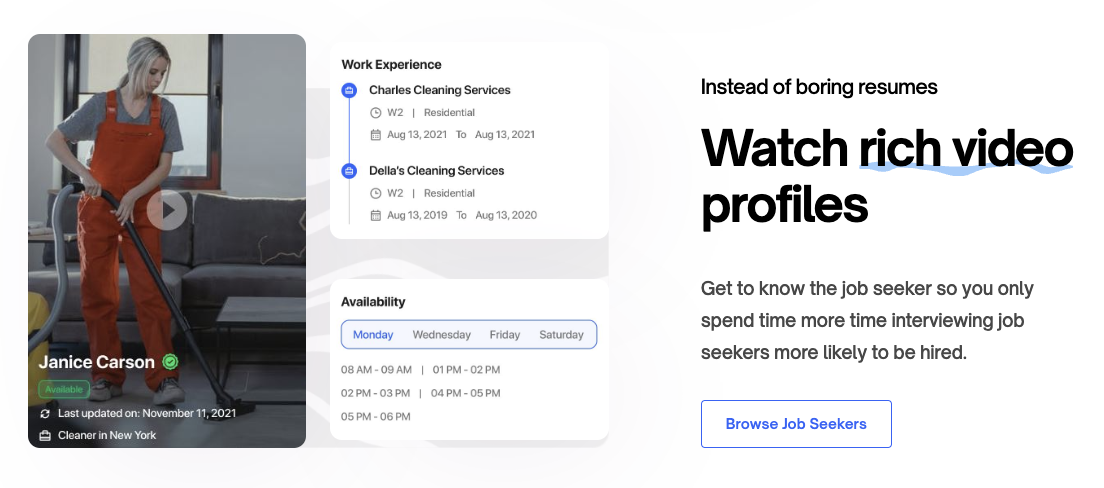 Janice Carson
Available
Last updated on: November 11, 2021
Cleaner in New York
Work Experience
Charles Cleaning Services
W2 | Residential
Aug 13, 2021 To Aug 13, 2021
Della's Cleaning Services
W2 | Residential
Aug 13, 2019 To Aug 13, 2020
Availability
Monday Wednesday Friday Saturday
08 AM - 09 AM | 01 PM - 02 PM
02 PM - 03 PM | 04 PM - 05 PM
05 PM - 06 PM
Instead of boring resumes
Watch rich video
profiles
Get to know the job seeker so you only
spend time more time interviewing job
seekers more likely to be hired.
Browse Job Seekers